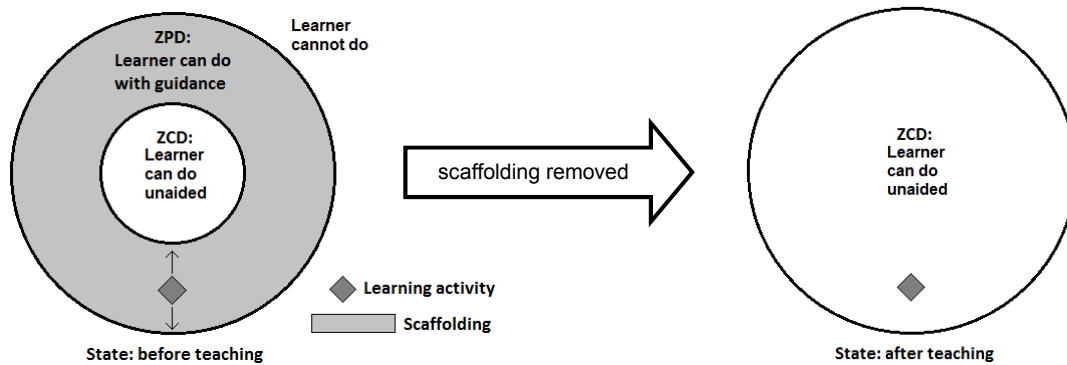 ZPD:
Learner can do
with guidance
Learner
cannot do
ZCD:
Learner
can do
unaided
scaffolding removed
ZCD:
Learner
can do
unaided
Learning activity
Scaffolding
State: before teaching
State: after teaching